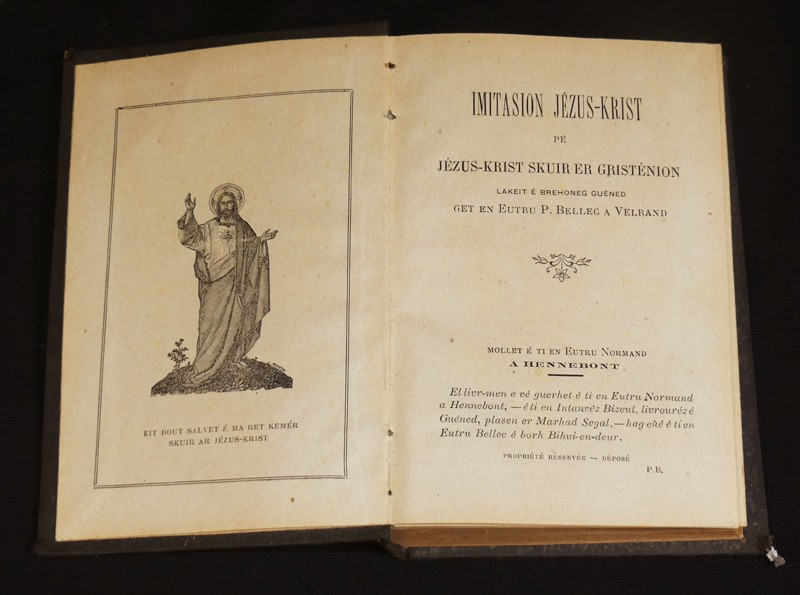 EIT BOUT SALVET É MA RET KEMÉR
SKUIR AR JÉZUS-KRIST
IMITASION JÉZUS-KRIST
PÉ
JÉZUS-KRIST SKUIR ER GRISTÉNION
LAKEIT É BREHONEG GUÉNED
GET EN EUTRU P. BELLEC A VELRAND
MOLLET É TI EN EUTRU NORMAND
A HENNEBONT
El livr-men e vé guerhet é ti en Eutru Normand
a Hennebont, — é ti en Intanvéz Bizeul, livrouréz é
Guéned, plasen er Marhad Segal, — hag eùé é ti en
Eutru Bellec é borh Bihui-en-deur.
PROPRIÉTÉ RÉSERVÉE — DÉPOSÉ
P.B.